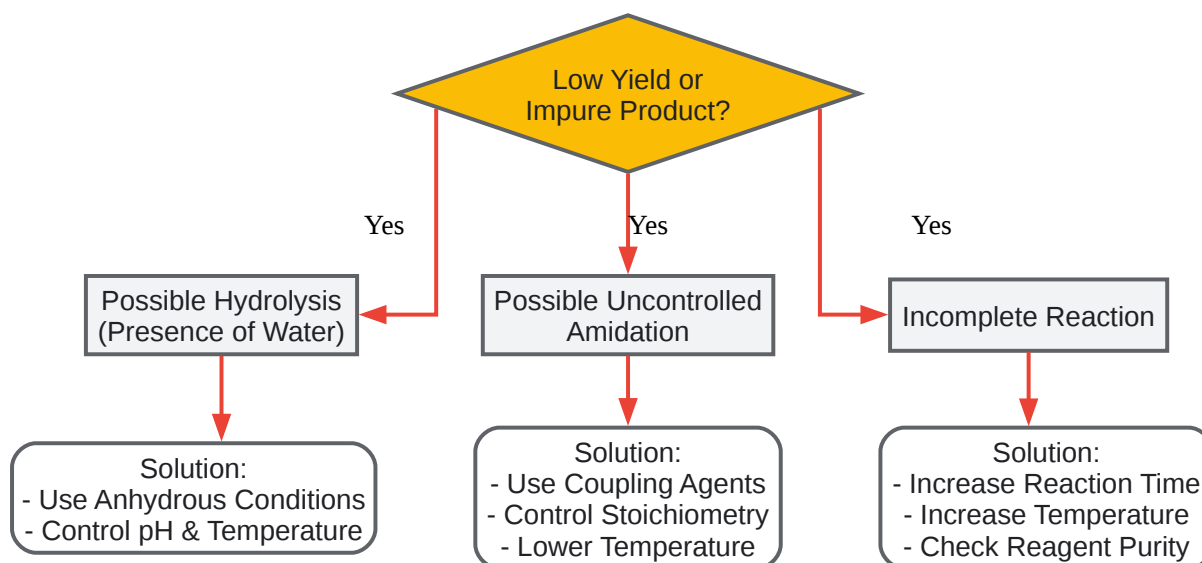 Low Yield or
Impure Product?
Yes
Yes
Yes
Possible Hydrolysis
(Presence of Water)
Possible Uncontrolled
Amidation
Incomplete Reaction
Solution:
- Use Anhydrous Conditions
- Control pH & Temperature
Solution:
- Use Coupling Agents
- Control Stoichiometry
- Lower Temperature
Solution:
- Increase Reaction Time
- Increase Temperature
- Check Reagent Purity